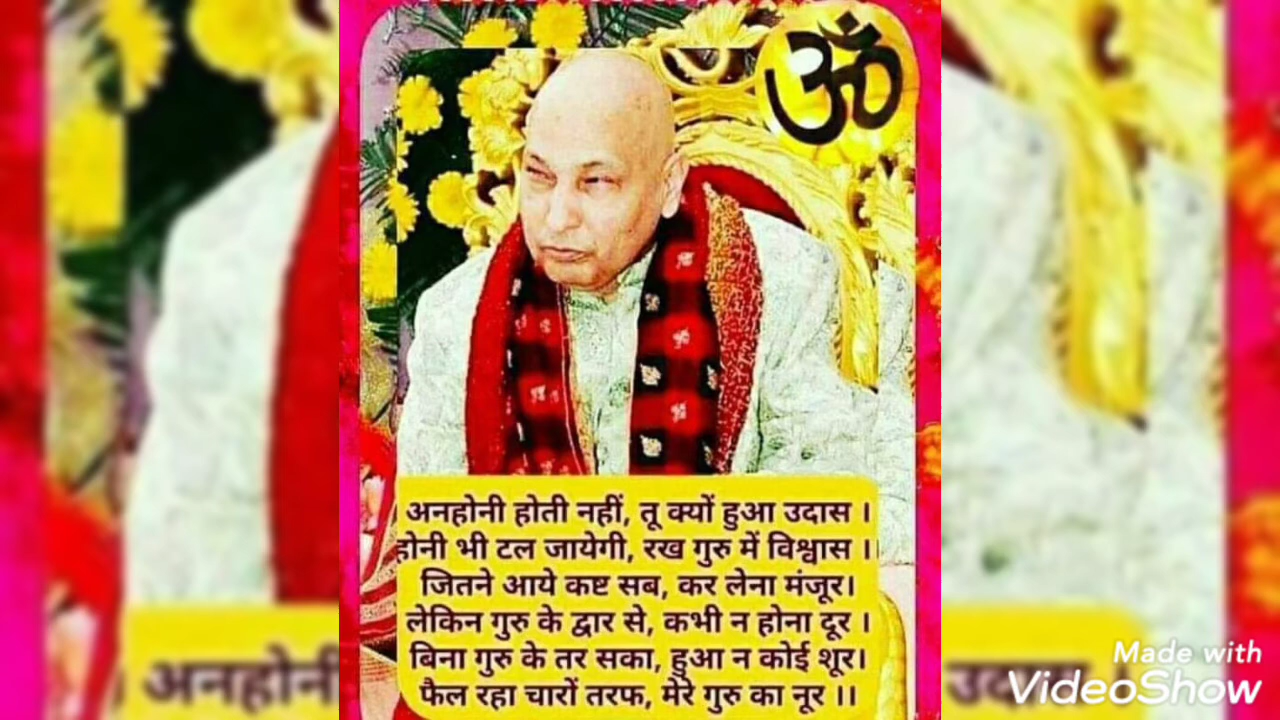 ॐ
अनहोनी होती नहीं, तू क्यों हुआ उदास ।
होनी भी टल जायेगी, रख गुरु में विश्वास ।।
जितने आये कष्ट सब, कर लेना मंजूर।
लेकिन गुरु के द्वार से, कभी न होना दूर ।
बिना गुरु के तर सका, हुआ न कोई शूर।
फैल रहा चारों तरफ, मेरे गुरु का नूर ।।
अनहोनी
उद
Made with
VideoShow